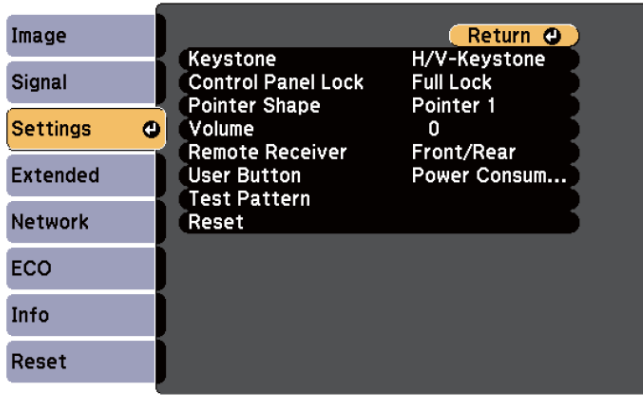 Image
Signal
Settings
Extended
Network
ECO
Info
Reset
Return
Keystone H/V-Keystone
Control Panel Lock Full Lock
Pointer Shape Pointer 1
Volume 0
Remote Receiver Front/Rear
User Button Power Consum...
Test Pattern
Reset